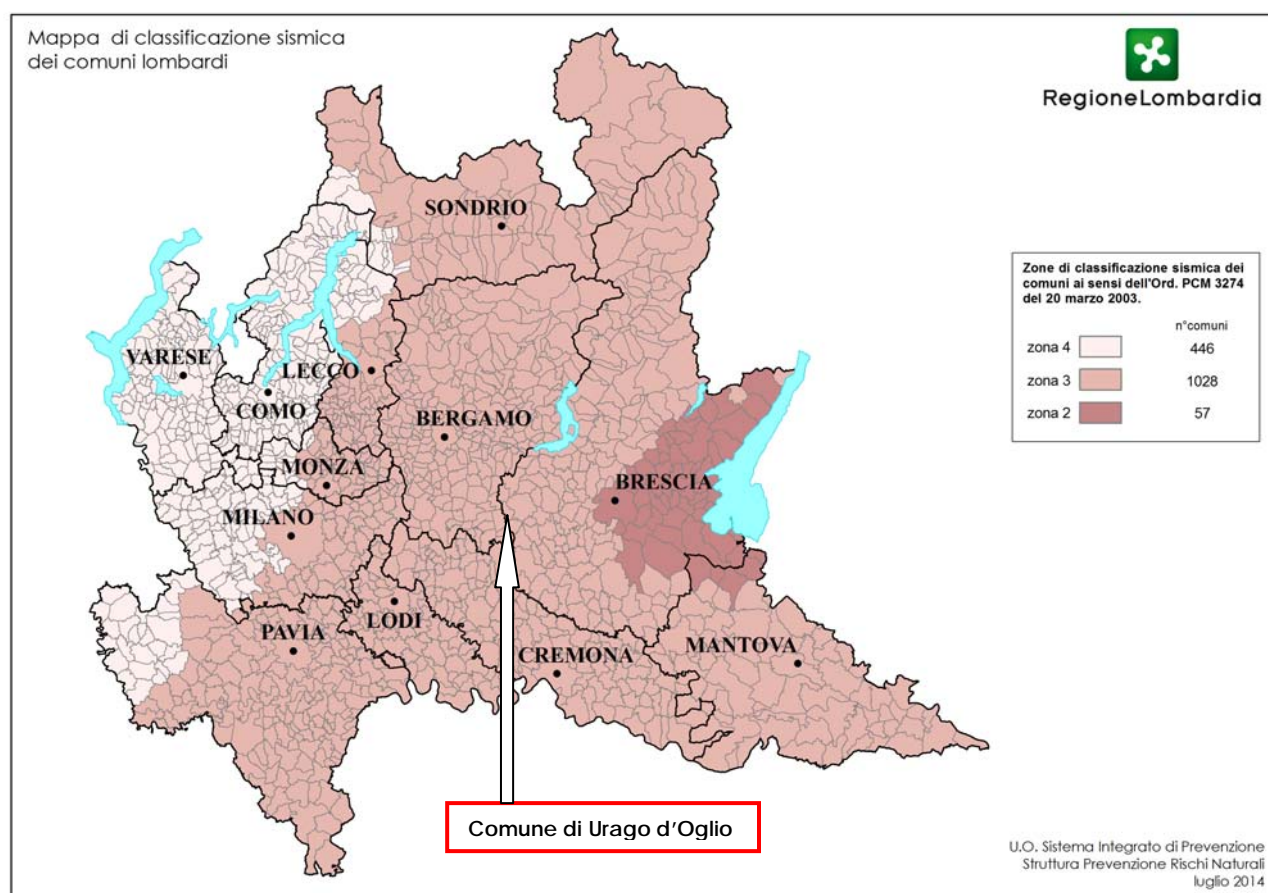 Mappa di classificazione sismica
dei comuni lombardi
RegioneLombardia
SONDRIO
VARESE
LECCO
COMO
BERGAMO
MONZA
BRESCIA
MILANO
LODI
PAVIA
CREMONA
MANTOVA
Zone di classificazione sismica dei
comuni ai sensi dell'Ord. PCM 3274
del 20 marzo 2003.
n°comuni
zona 4 446
zona 3 1028
zona 2 57
Comune di Urago d'Oglio
U.O. Sistema Integrato di Prevenzione
Struttura Prevenzione Rischi Naturali
luglio 2014